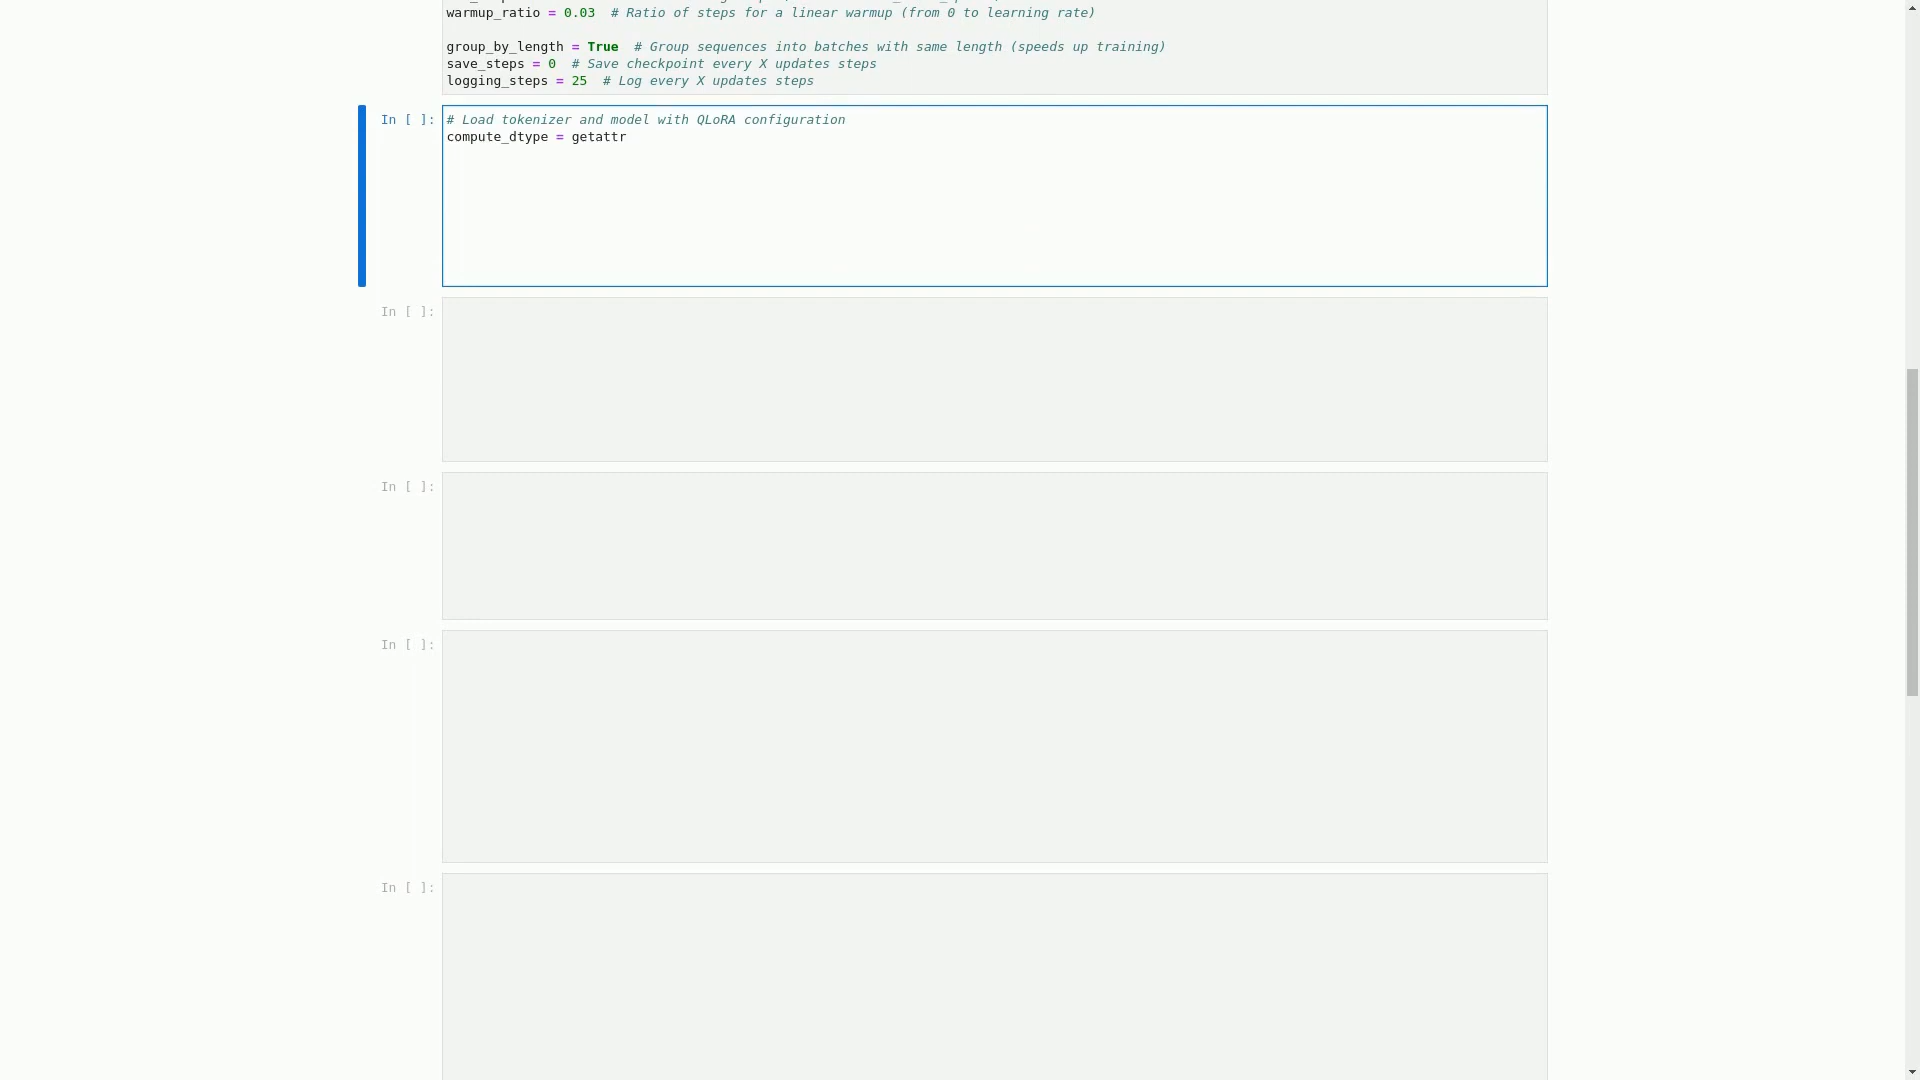 warmup_ratio = 0.03  # Ratio of steps for a linear warmup (from 0 to learning rate)
group_by_length = True  # Group sequences into batches with same length (speeds up training)
save_steps = 0  # Save checkpoint every X updates steps
logging_steps = 25  # Log every X updates steps
In [ ]:
# Load tokenizer and model with QLoRA configuration
compute_dtype = getattr
In [ ]:
In [ ]:
In [ ]:
In [ ]: